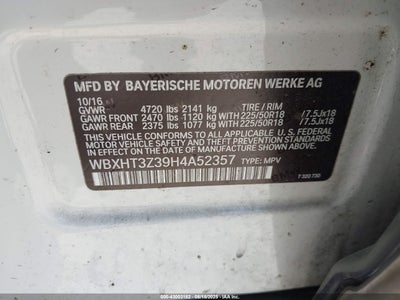 MFD BY BAYERISCHE MOTOREN WERKE AG
10/16
GVWR 4720 lbs 2141 kg TIRE / RIM
GAWR FRONT 2470 lbs 1120 kg 225/50R18 /7.5Jx18
GAWR REAR 2375 lbs 1077 kg 225/50R18 /7.5Jx18
THIS VEHICLE CONFORMS TO ALL APPLICABLE U. S. FEDERAL
MOTOR VEHICLE SAFETY, BUMPER, AND THEFT PREVENTION
STANDARDS IN EFFECT ON THE DATE OF MANUFACTURE
SHOWN ABOVE.
WBXHT3Z39H4A52357 TYPE: MPV